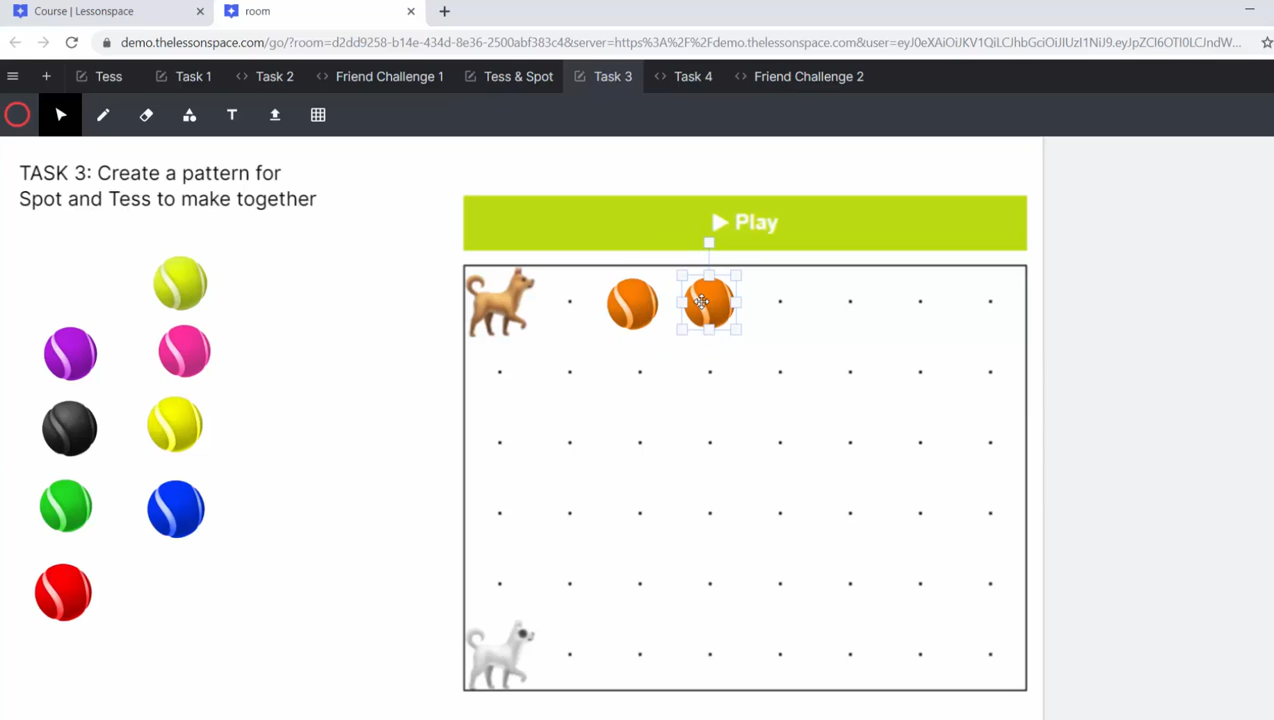 Course | Lessonspace
room
demo.thelessonspace.com/go/?room=d2dd9258-b14e-434d-8e36-2500abf383c4&server=https%3A%2F%2Fdemo.thelessonspace.com&user=eyJ0eXAiOiJKV1QiLCJhbGciOiJIUzI1NiJ9.eyJpZCI6OTI0LCJndW...
Tess
Task 1
Task 2
Friend Challenge 1
Tess & Spot
Task 3
Task 4
Friend Challenge 2
T
TASK 3: Create a pattern for
Spot and Tess to make together
Play